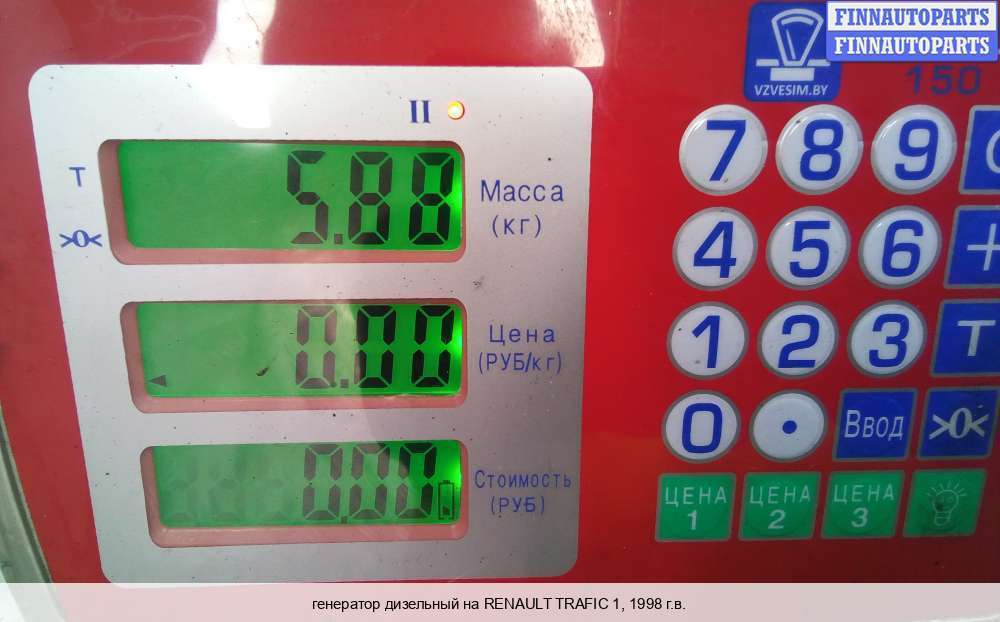 FINNAUTOPARTS
FINNAUTOPARTS
VZVESIM.BY
150
II
T
>0<
5.88
Масса
(кг)
0.00
Цена
(РУБ/кг)
0.00
Стоимость
(РУБ)
7 8 9 C
4 5 6 +
1 2 3 T
0 • Ввод >0<
ЦЕНА 1
ЦЕНА 2
ЦЕНА 3
генератор дизельный на RENAULT TRAFIC 1, 1998 г.в.